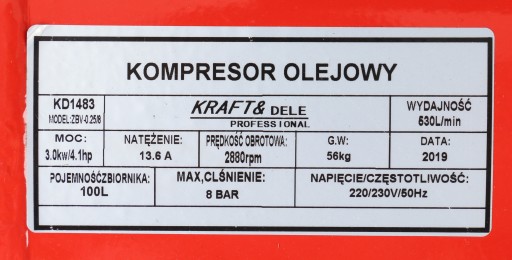 KOMPRESOR OLEJOWY
KD1483
MODEL:ZBV-0.25/8
KRAFT& DELE
PROFESSIONAL
WYDAJNOŚĆ
530L/min
MOC:
3.0kw/4.1hp
NATĘŻENIE:
13.6 A
PRĘDKOŚĆ OBROTOWA:
2880rpm
G.W:
56kg
DATA:
2019
POJEMNOŚĆZBIORNIKA:
100L
MAX,CLŚNIENIE:
8 BAR
NAPIĘCIE/CZĘSTOTLIWOŚĆ:
220/230V/50Hz